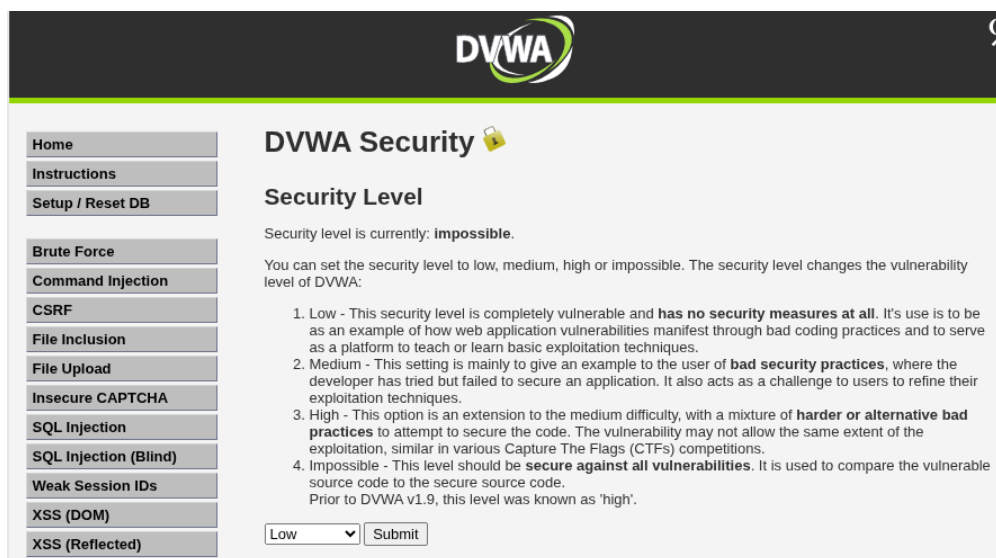 DVWA
Home
Instructions
Setup / Reset DB
Brute Force
Command Injection
CSRF
File Inclusion
File Upload
Insecure CAPTCHA
SQL Injection
SQL Injection (Blind)
Weak Session IDs
XSS (DOM)
XSS (Reflected)
DVWA Security
Security Level
Security level is currently: impossible.
You can set the security level to low, medium, high or impossible. The security level changes the vulnerability
level of DVWA:
1. Low - This security level is completely vulnerable and has no security measures at all. It's use is to be
as an example of how web application vulnerabilities manifest through bad coding practices and to serve
as a platform to teach or learn basic exploitation techniques.
2. Medium - This setting is mainly to give an example to the user of bad security practices, where the
developer has tried but failed to secure an application. It also acts as a challenge to users to refine their
exploitation techniques.
3. High - This option is an extension to the medium difficulty, with a mixture of harder or alternative bad
practices to attempt to secure the code. The vulnerability may not allow the same extent of the
exploitation, similar in various Capture The Flags (CTFs) competitions.
4. Impossible - This level should be secure against all vulnerabilities. It is used to compare the vulnerable
source code to the secure source code.
Prior to DVWA v1.9, this level was known as 'high'.
Low Submit